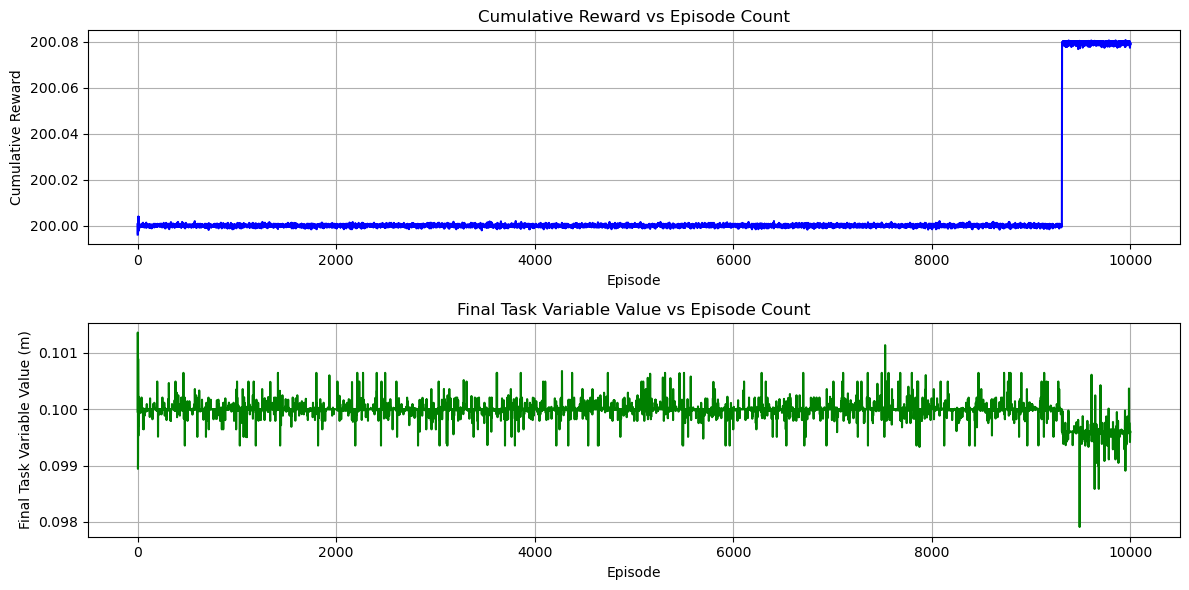 Cumulative Reward vs Episode Count
Cumulative Reward
200.08
200.06
200.04
200.02
200.00
0 2000 4000 6000 8000 10000
Episode
Final Task Variable Value vs Episode Count
Final Task Variable Value (m)
0.101
0.100
0.099
0.098
0 2000 4000 6000 8000 10000
Episode